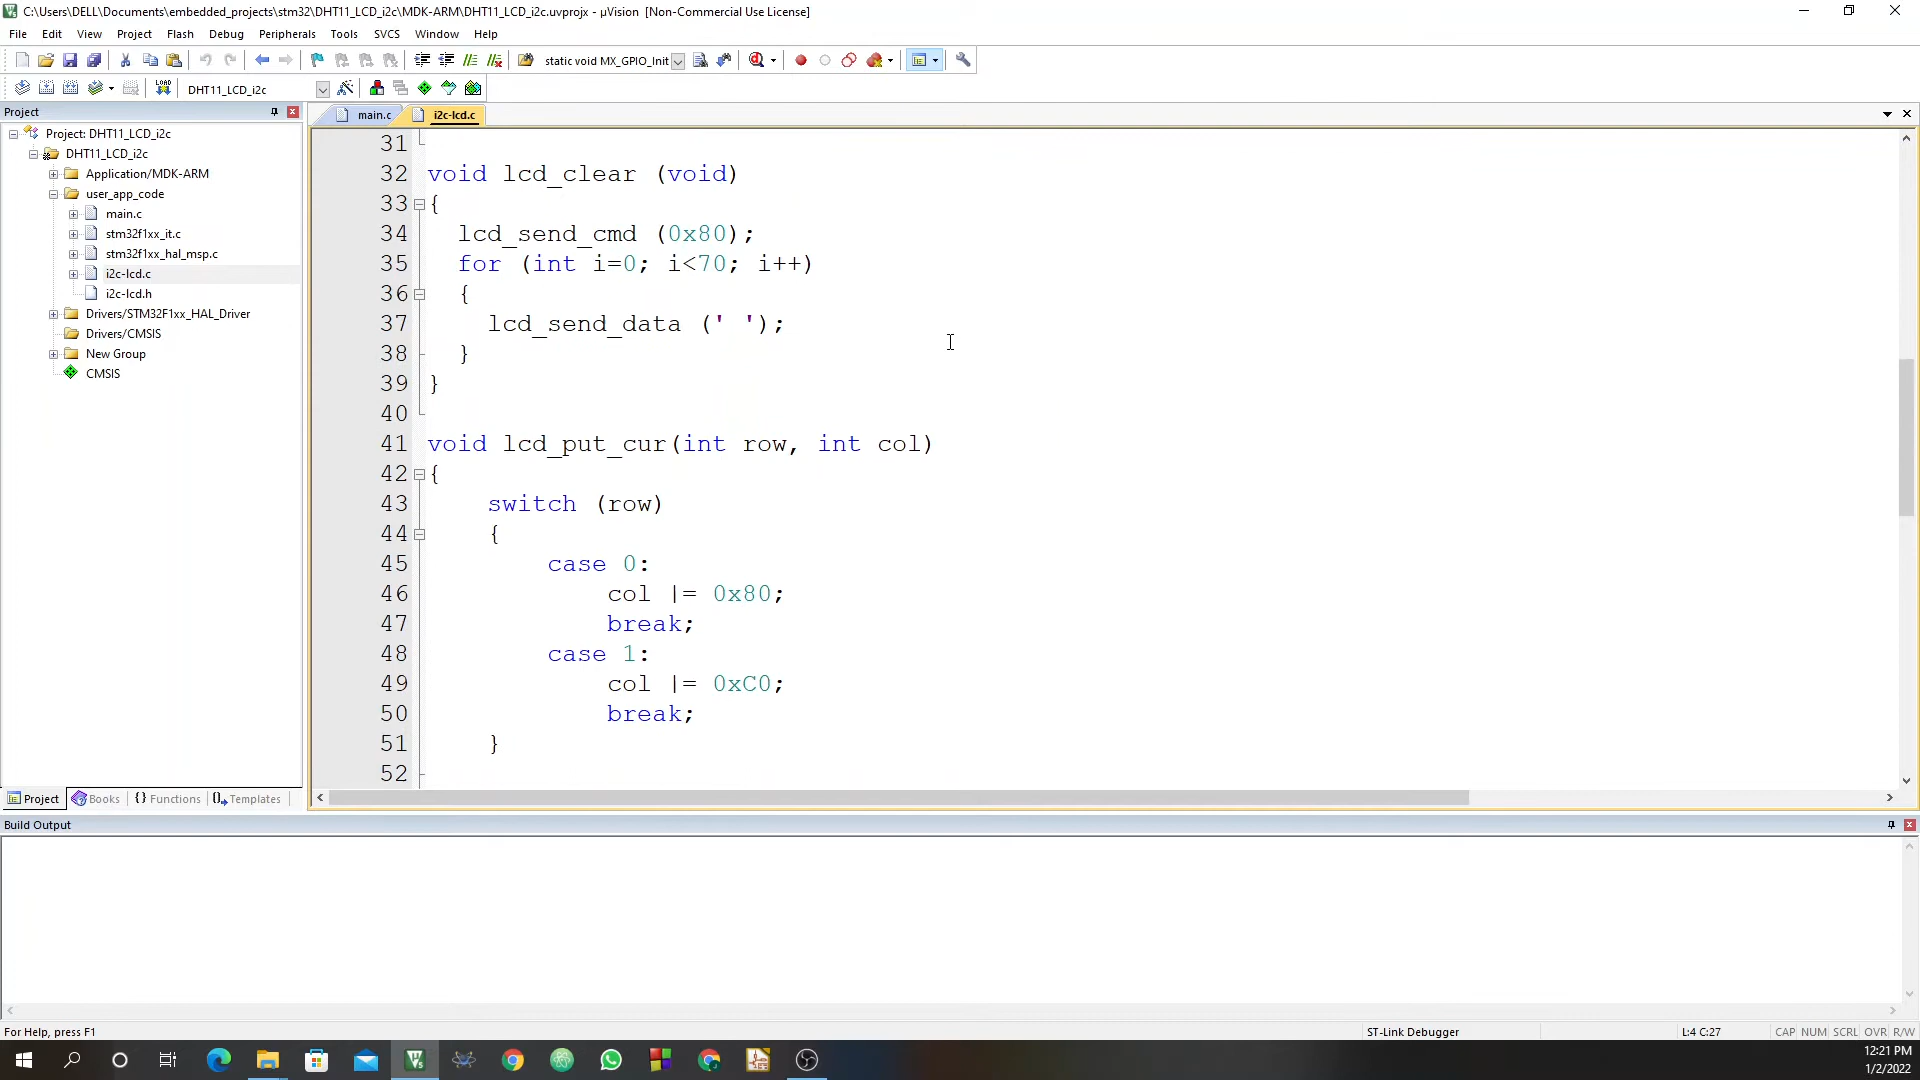 C:\Users\DELL\Documents\embedded_projects\stm32\DHT11_LCD_i2c\MDK-ARM\DHT11_LCD_i2c.uvprojx - µVision [Non-Commercial Use License]
File Edit View Project Flash Debug Peripherals Tools SVCS Window Help
static void MX_GPIO_Init
LOAD DHT11_LCD_i2c
Project
Project: DHT11_LCD_i2c
DHT11_LCD_i2c
Application/MDK-ARM
user_app_code
main.c
stm32f1xx_it.c
stm32f1xx_hal_msp.c
i2c-lcd.c
i2c-lcd.h
Drivers/STM32F1xx_HAL_Driver
Drivers/CMSIS
New Group
CMSIS
Project Books {} Functions Templates
main.c i2c-lcd.c
31
32 void lcd_clear (void)
33 {
34 lcd_send_cmd (0x80);
35 for (int i=0; i<70; i++)
36 {
37 lcd_send_data (' ');
38 }
39 }
40
41 void lcd_put_cur(int row, int col)
42 {
43 switch (row)
44 {
45 case 0:
46 col |= 0x80;
47 break;
48 case 1:
49 col |= 0xC0;
50 break;
51 }
52
Build Output
For Help, press F1
ST-Link Debugger
L:4 C:27
CAP NUM SCRL OVR R/W
12:21 PM
1/2/2022